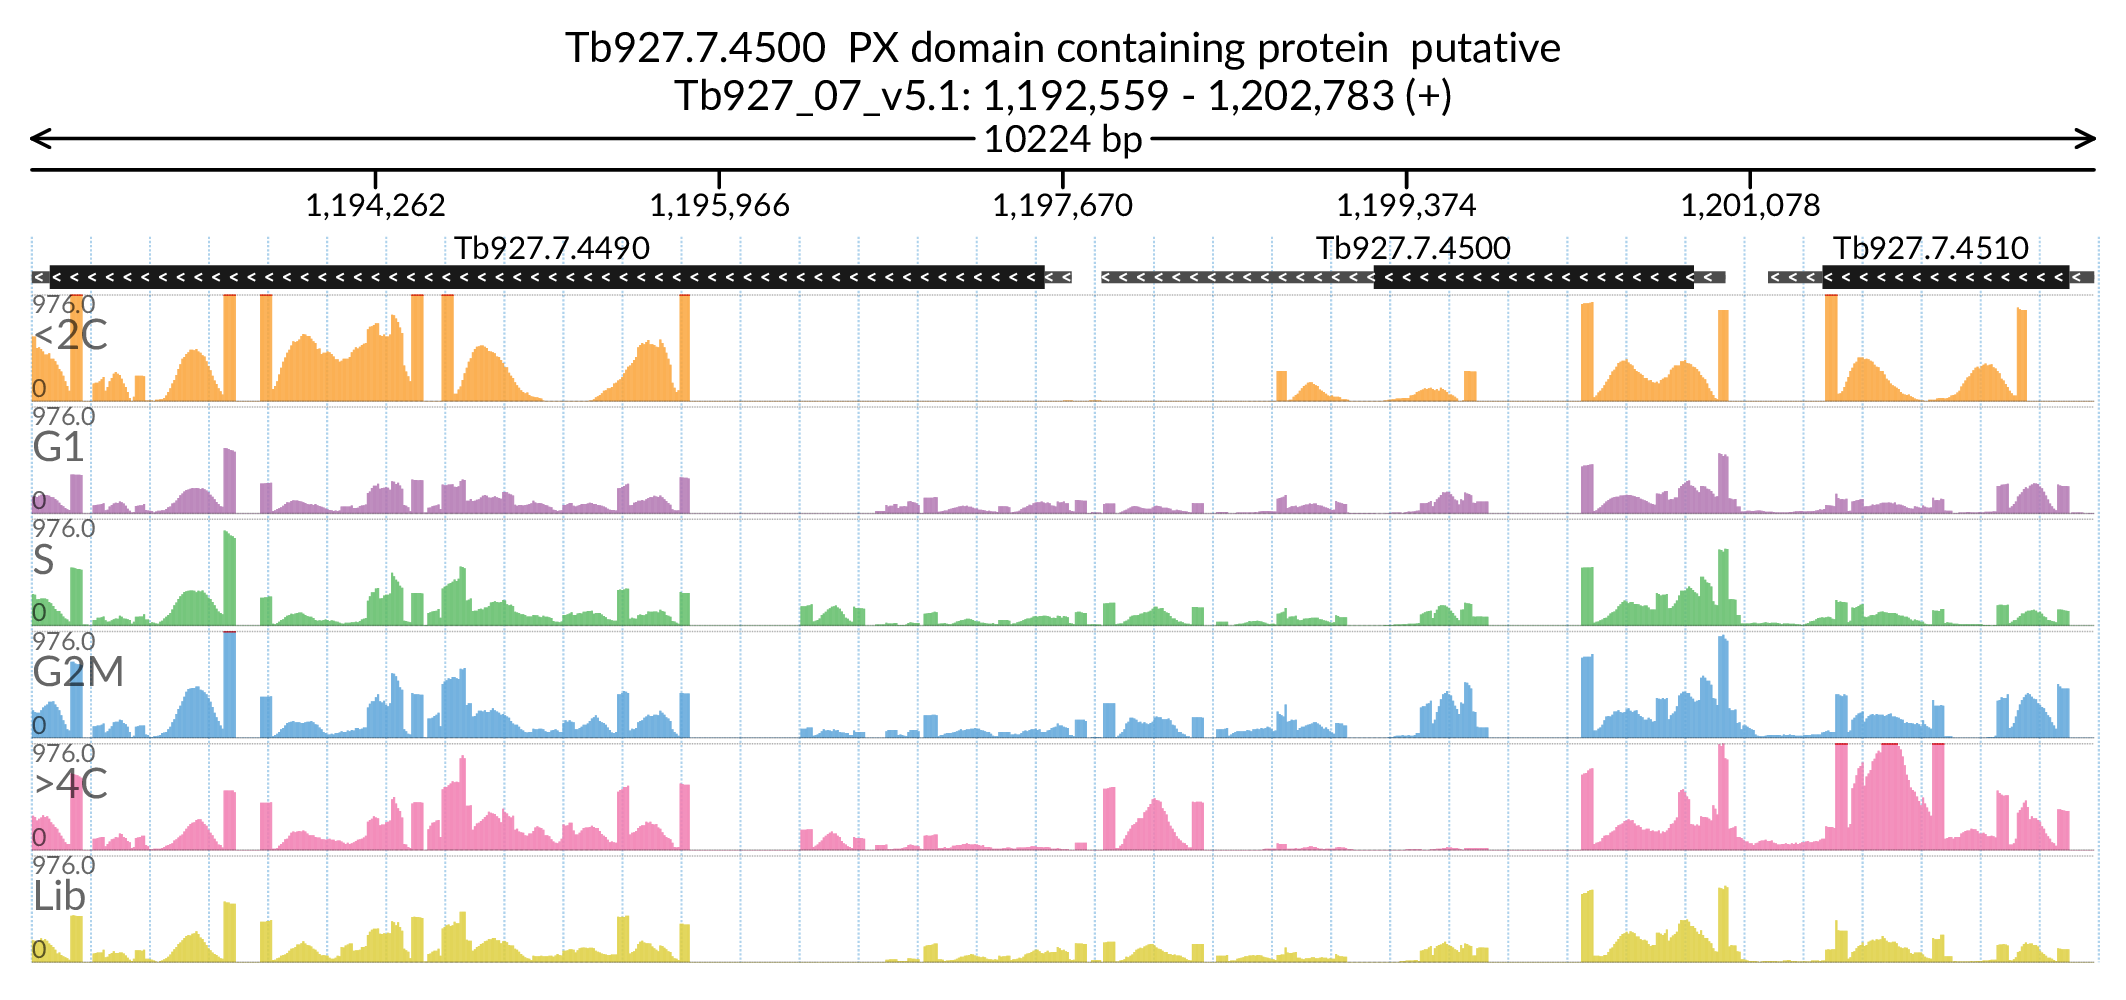 Tb927.7.4500  PX domain containing protein  putative
Tb927_07_v5.1: 1,192,559 - 1,202,783 (+)
10224 bp
1,194,262 1,195,966 1,197,670 1,199,374 1,201,078
Tb927.7.4490 Tb927.7.4500 Tb927.7.4510
976.0
<2C
0
976.0
G1
0
976.0
S
0
976.0
G2M
0
976.0
>4C
0
976.0
Lib
0